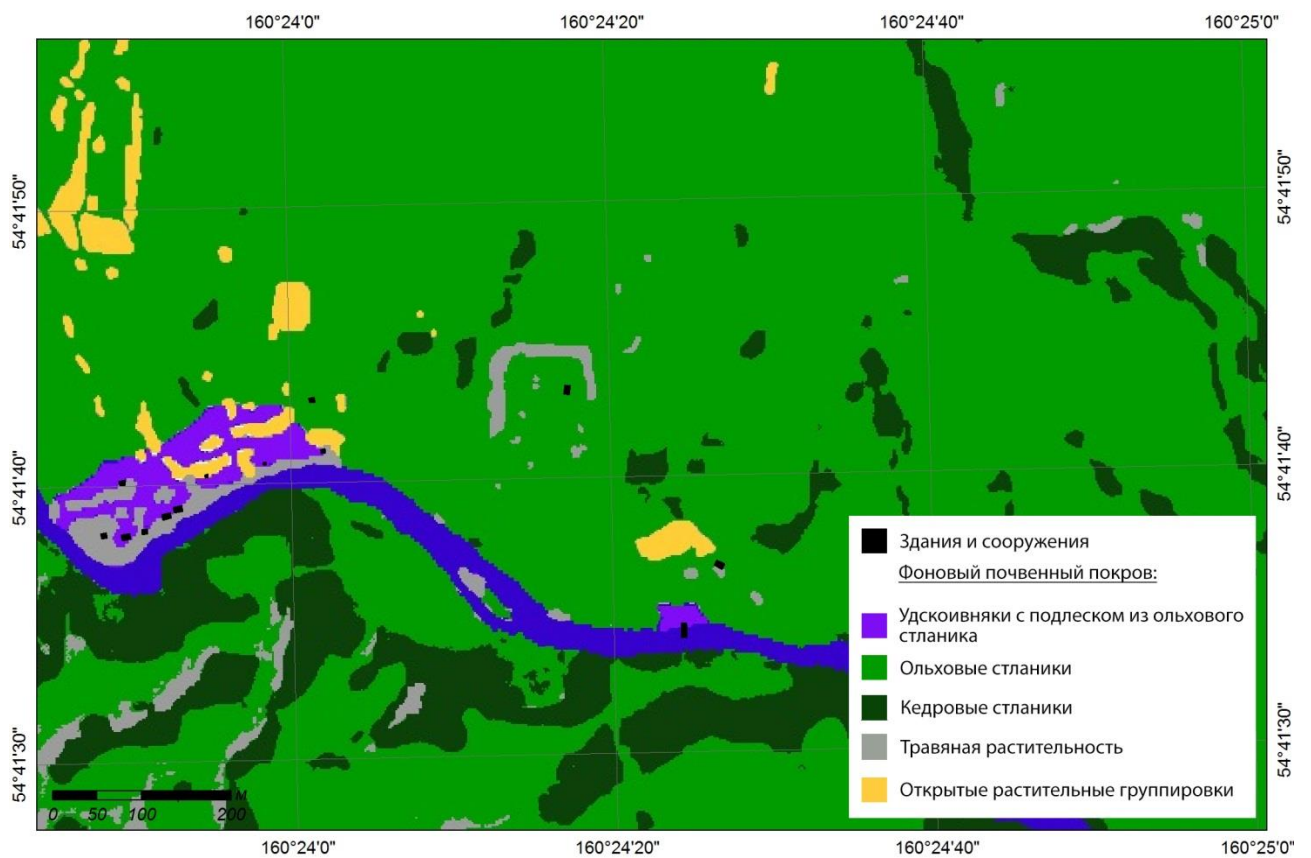 160°24'0"
160°24'20"
160°24'40"
160°25'0"
54°41'50"
54°41'50"
54°41'40"
54°41'40"
54°41'30"
54°41'30"
Здания и сооружения
Фоновый почвенный покров:
Удскоивняки с подлеском из ольхового
стланика
Ольховые стланики
Кедровые стланики
Травяная растительность
Открытые растительные группировки
М
0 50 100 200
160°24'0"
160°24'20"
160°24'40"
160°25'0"